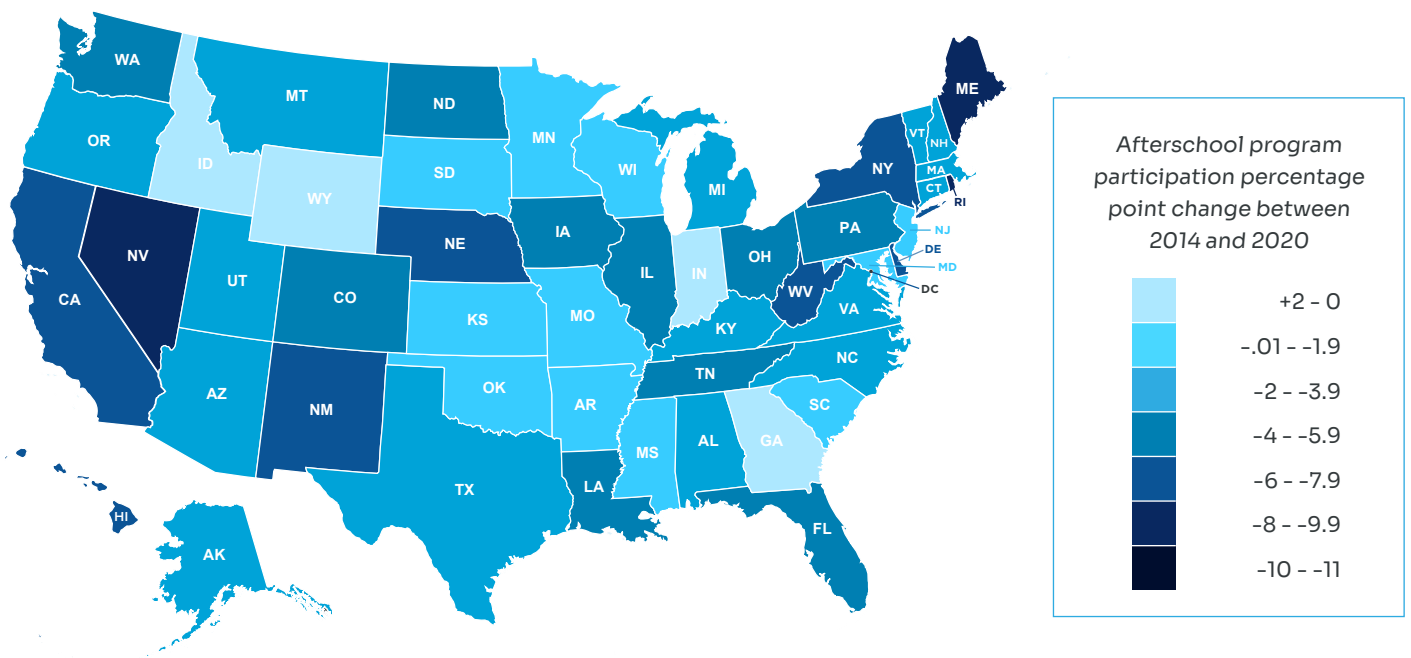 WA
MT
ND
MN
ME
OR
ID
SD
WI
MI
VT
NH
NY
MA
CT
RI
WY
NV
NE
IA
PA
NJ
DE
MD
DC
CA
UT
CO
IL
IN
OH
WV
VA
KS
MO
KY
NC
AZ
NM
OK
AR
TN
SC
MS
AL
GA
TX
LA
FL
HI
AK
Afterschool program
participation percentage
point change between
2014 and 2020
+2 - 0
-.01 - -1.9
-2 - -3.9
-4 - -5.9
-6 - -7.9
-8 - -9.9
-10 - -11